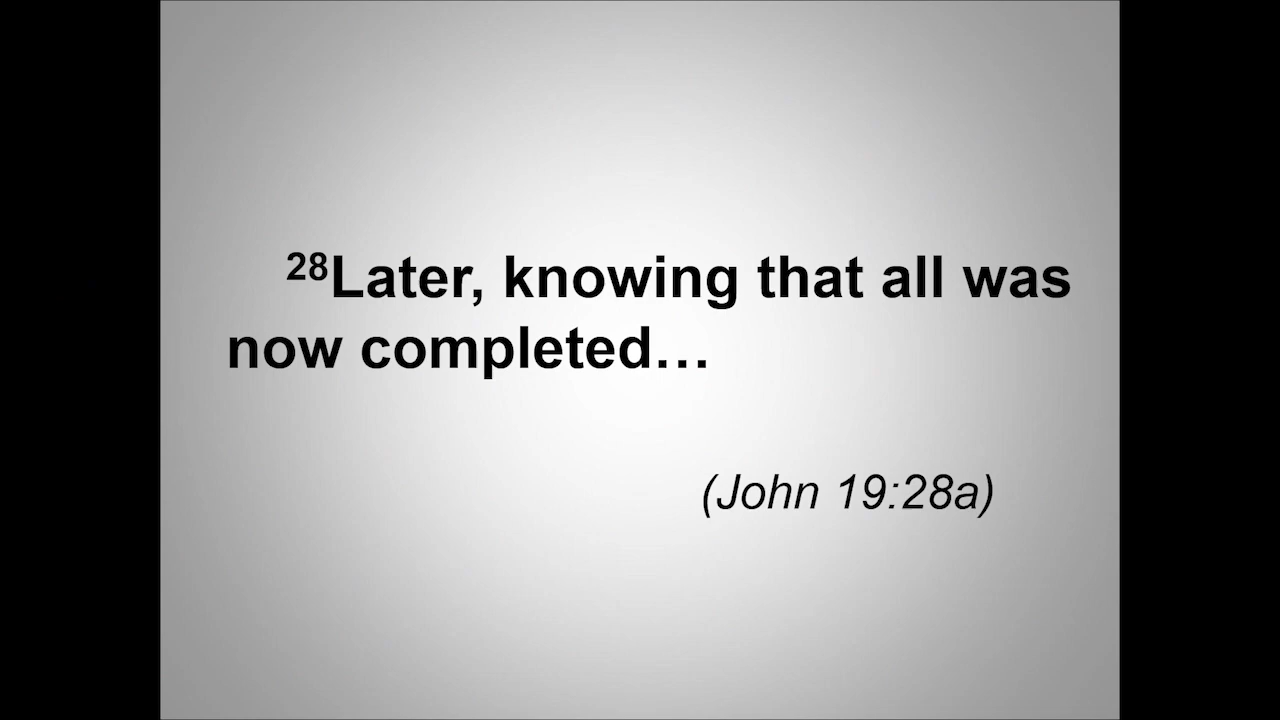 ²⁸Later, knowing that all was
now completed…
(John 19:28a)